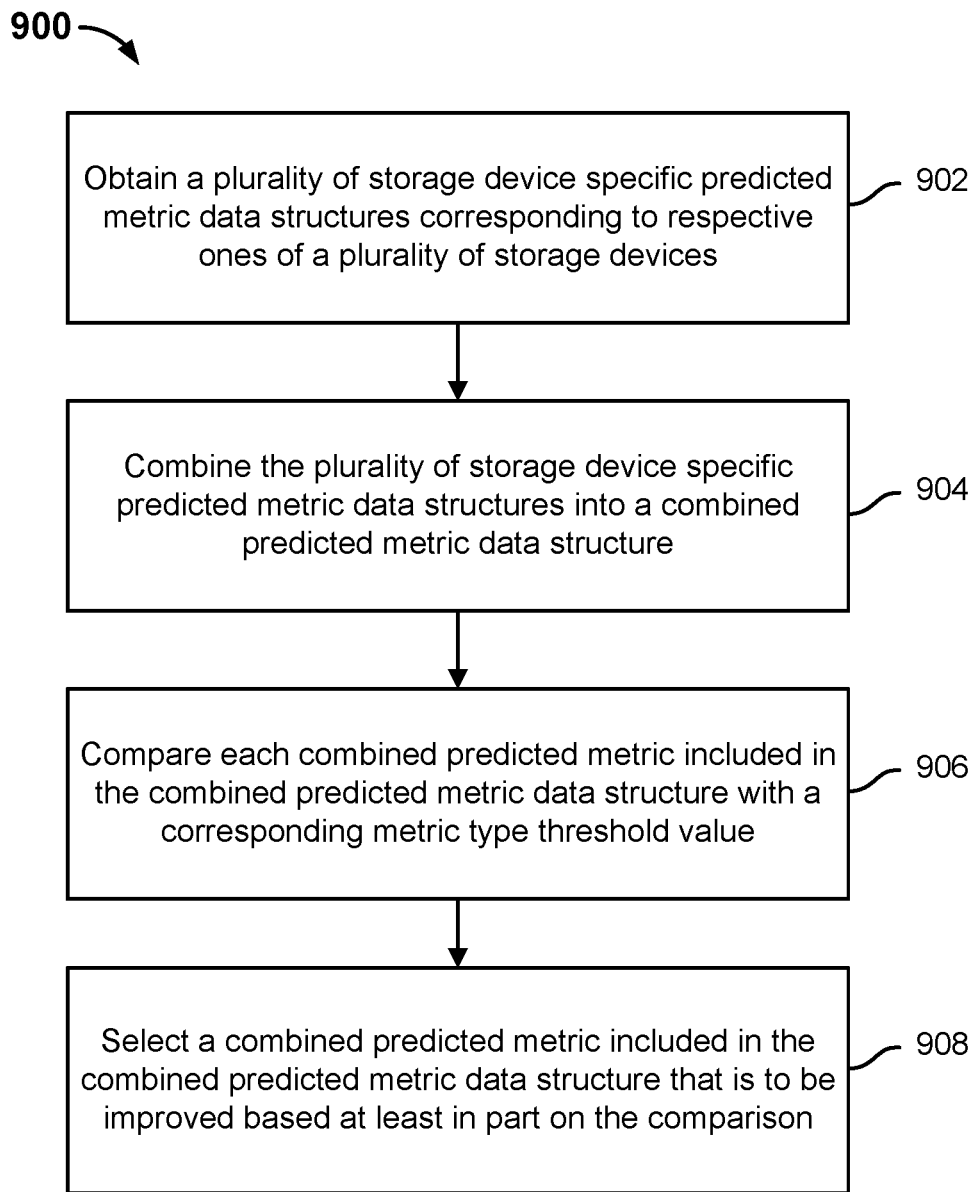 900
Obtain a plurality of storage device specific predicted
metric data structures corresponding to respective
ones of a plurality of storage devices
902
Combine the plurality of storage device specific
predicted metric data structures into a combined
predicted metric data structure
904
Compare each combined predicted metric included in
the combined predicted metric data structure with a
corresponding metric type threshold value
906
Select a combined predicted metric included in the
combined predicted metric data structure that is to be
improved based at least in part on the comparison
908